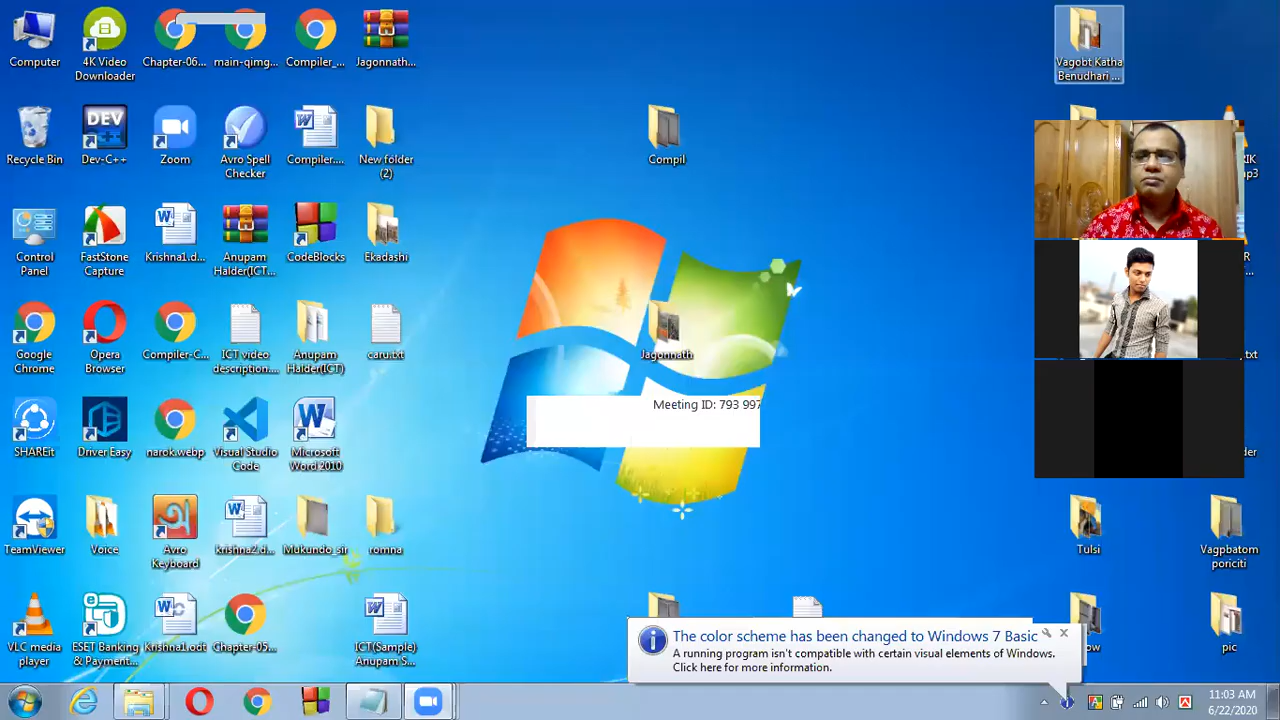 Computer
4K Video
Downloader
Chapter-06...
main-qimg...
Compiler_...
Jagonnath...
Vagobt Katha
Benudhari ...
Recycle Bin
DEV
C++
Dev-C++
Zoom
Avro Spell
Checker
Compiler....
New folder
(2)
Compil
mp3
Control
Panel
FastStone
Capture
Krishna1.d...
Anupam
Halder(ICT...
CodeBlocks
Ekadashi
Google
Chrome
Opera
Browser
Compiler-C...
ICT video
description....
Anupam
Halder(ICT)
caru.txt
Jagonnath
Meeting ID: 793 997
SHAREit
Driver Easy
narok.webp
Visual Studio
Code
Microsoft
Word 2010
TeamViewer
Voice
Avro
Keyboard
krishna2.d...
Mukundo_sir
romna
Tulsi
Vagpbatom
poriciti
VLC media
player
ESET Banking
& Payment...
Krishna1.odt
Chapter-05...
ICT(Sample)
Anupam S...
pic
The color scheme has been changed to Windows 7 Basic
A running program isn't compatible with certain visual elements of Windows.
Click here for more information.
11:03 AM
6/22/2020